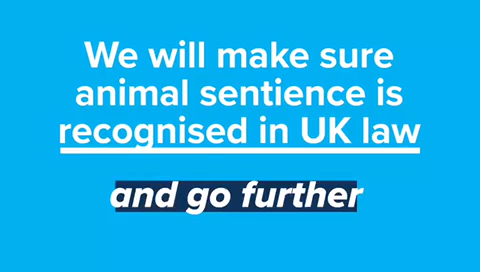 We will make sure
animal sentience is
recognised in UK law
and go further